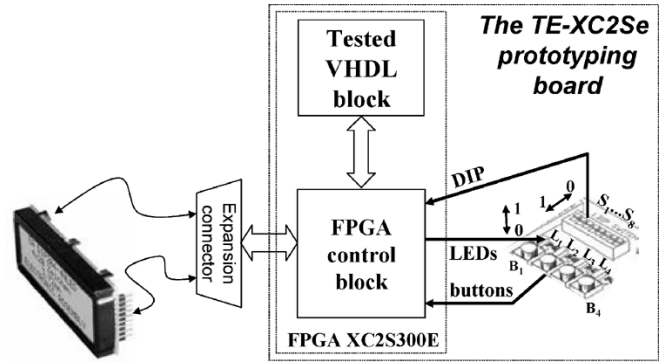 Tested
VHDL
block
The TE-XC2Se
prototyping
board
DIP
0
1
S₁...S₈
1
0
Expansion
connector
FPGA
control
block
LEDs
L₁ L₂ L₃ L₄
B₁
buttons
B₄
FPGA XC2S300E